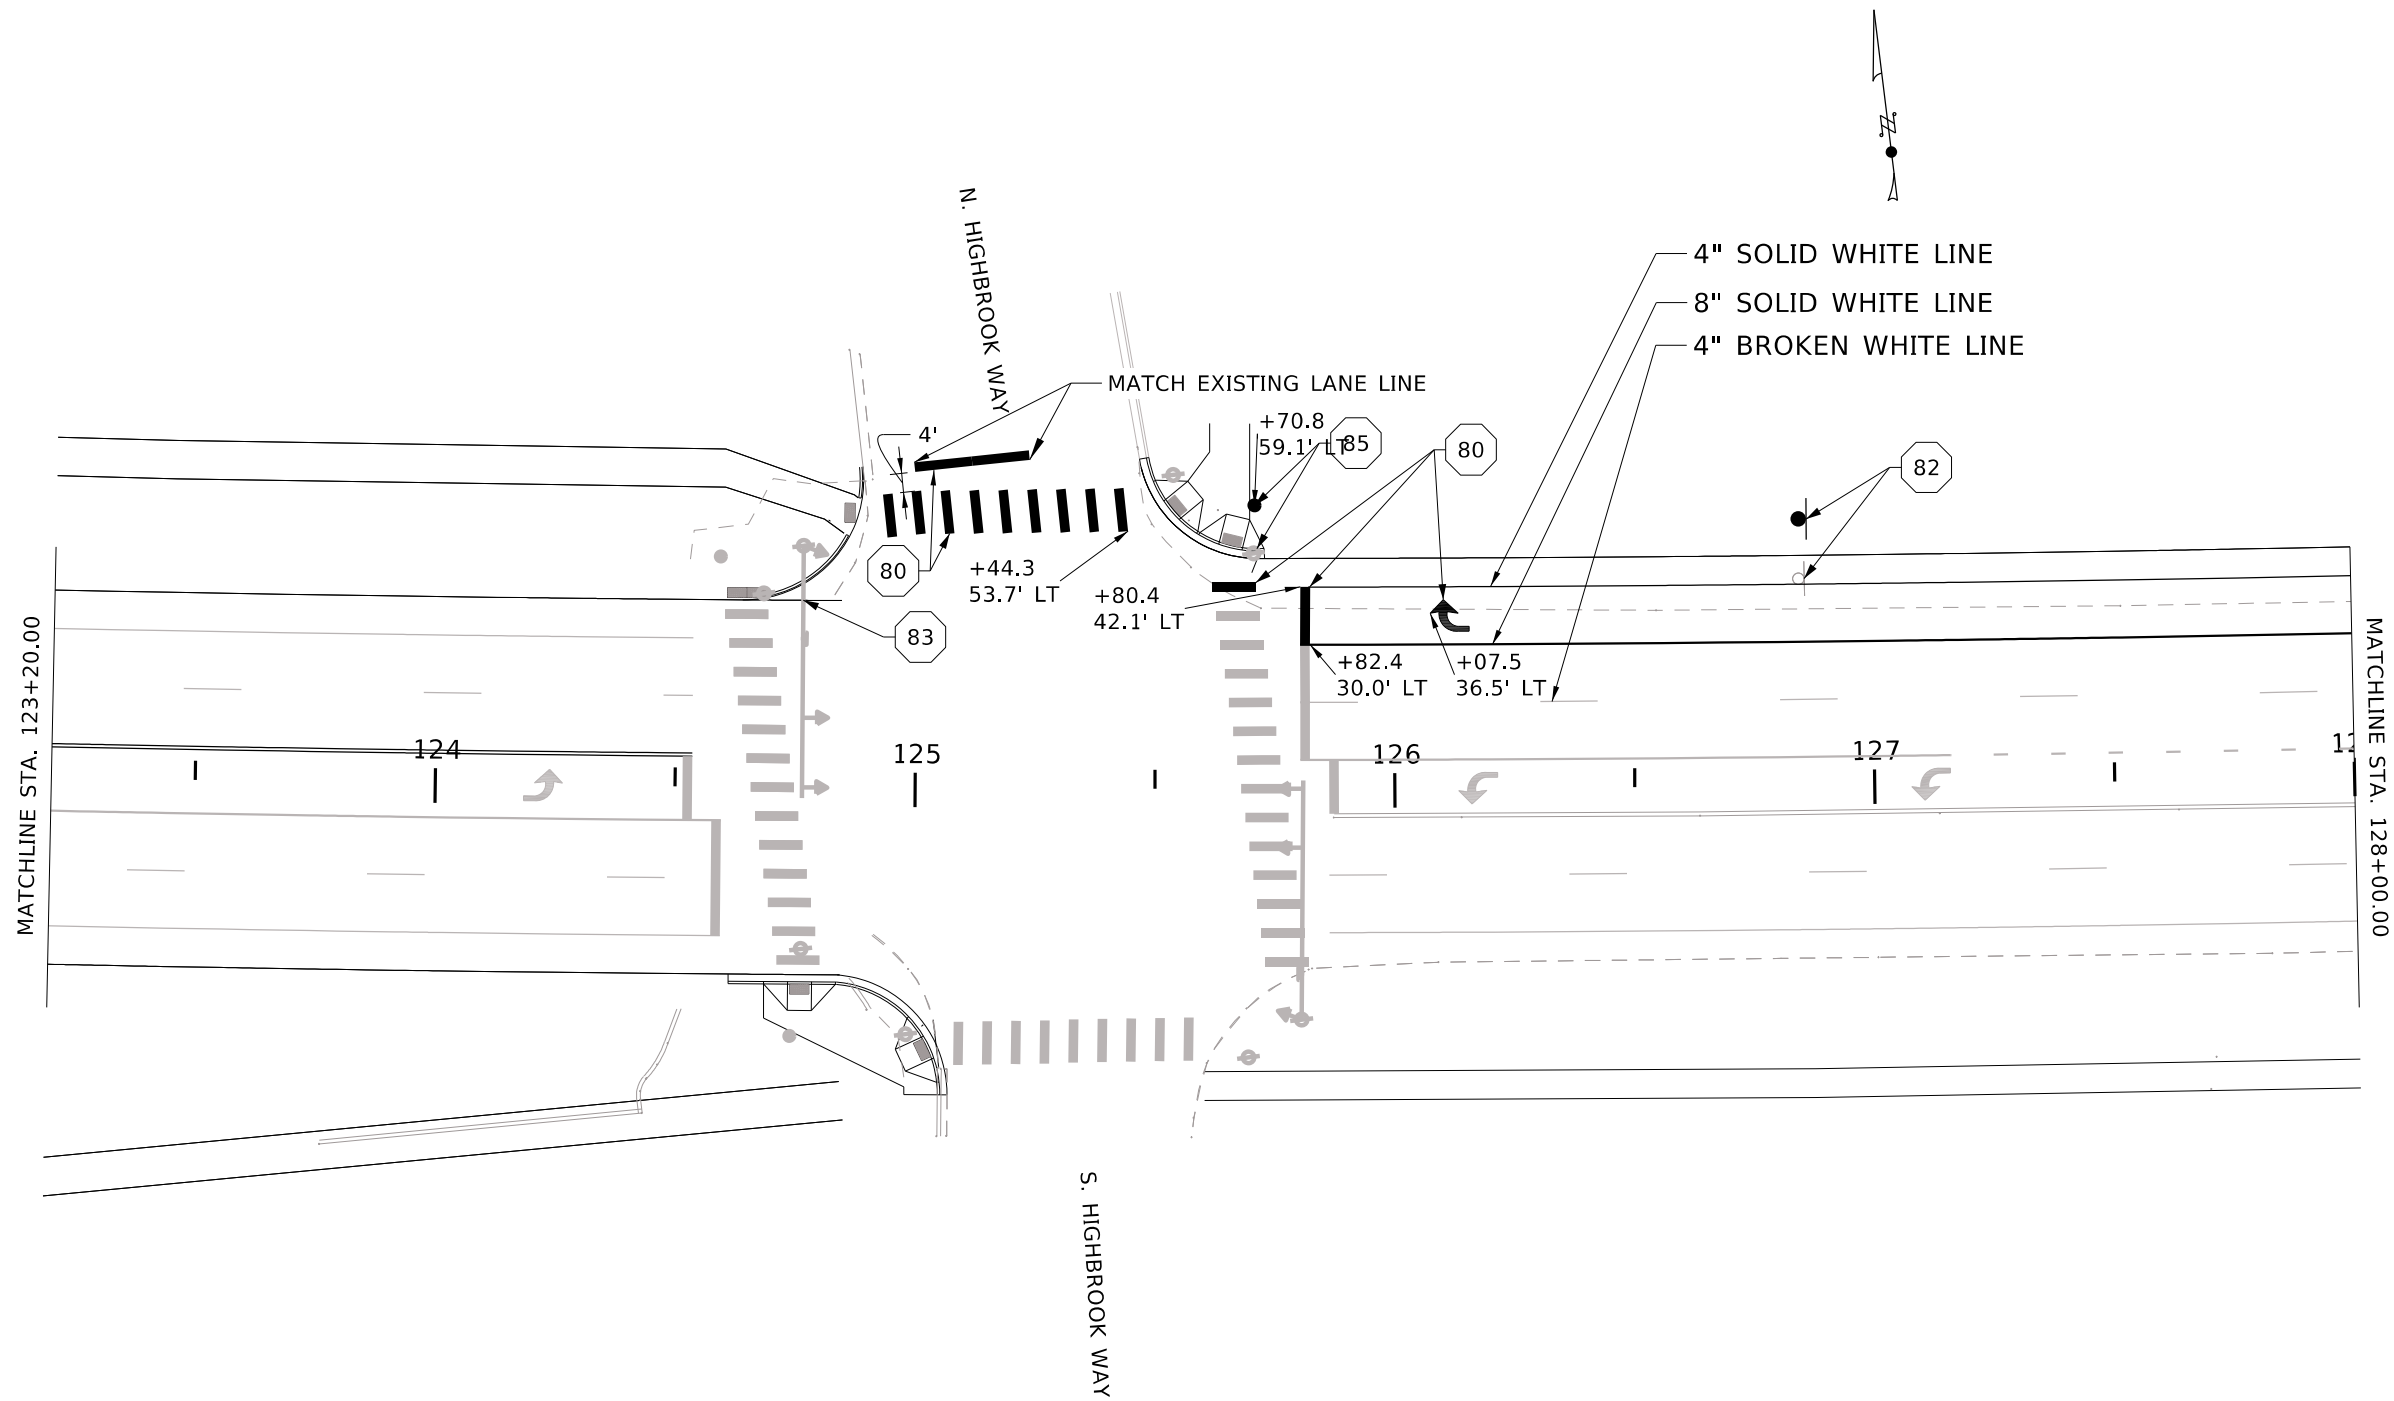 N
N. HIGHBROOK WAY
4" SOLID WHITE LINE
8" SOLID WHITE LINE
4" BROKEN WHITE LINE
MATCH EXISTING LANE LINE
4'
+70.8
59.1' LT
85
80
82
80
+44.3
53.7' LT
+80.4
42.1' LT
83
+82.4
30.0' LT
+07.5
36.5' LT
MATCHLINE STA. 123+20.00
124
125
126
127
12
MATCHLINE STA. 128+00.00
S. HIGHBROOK WAY